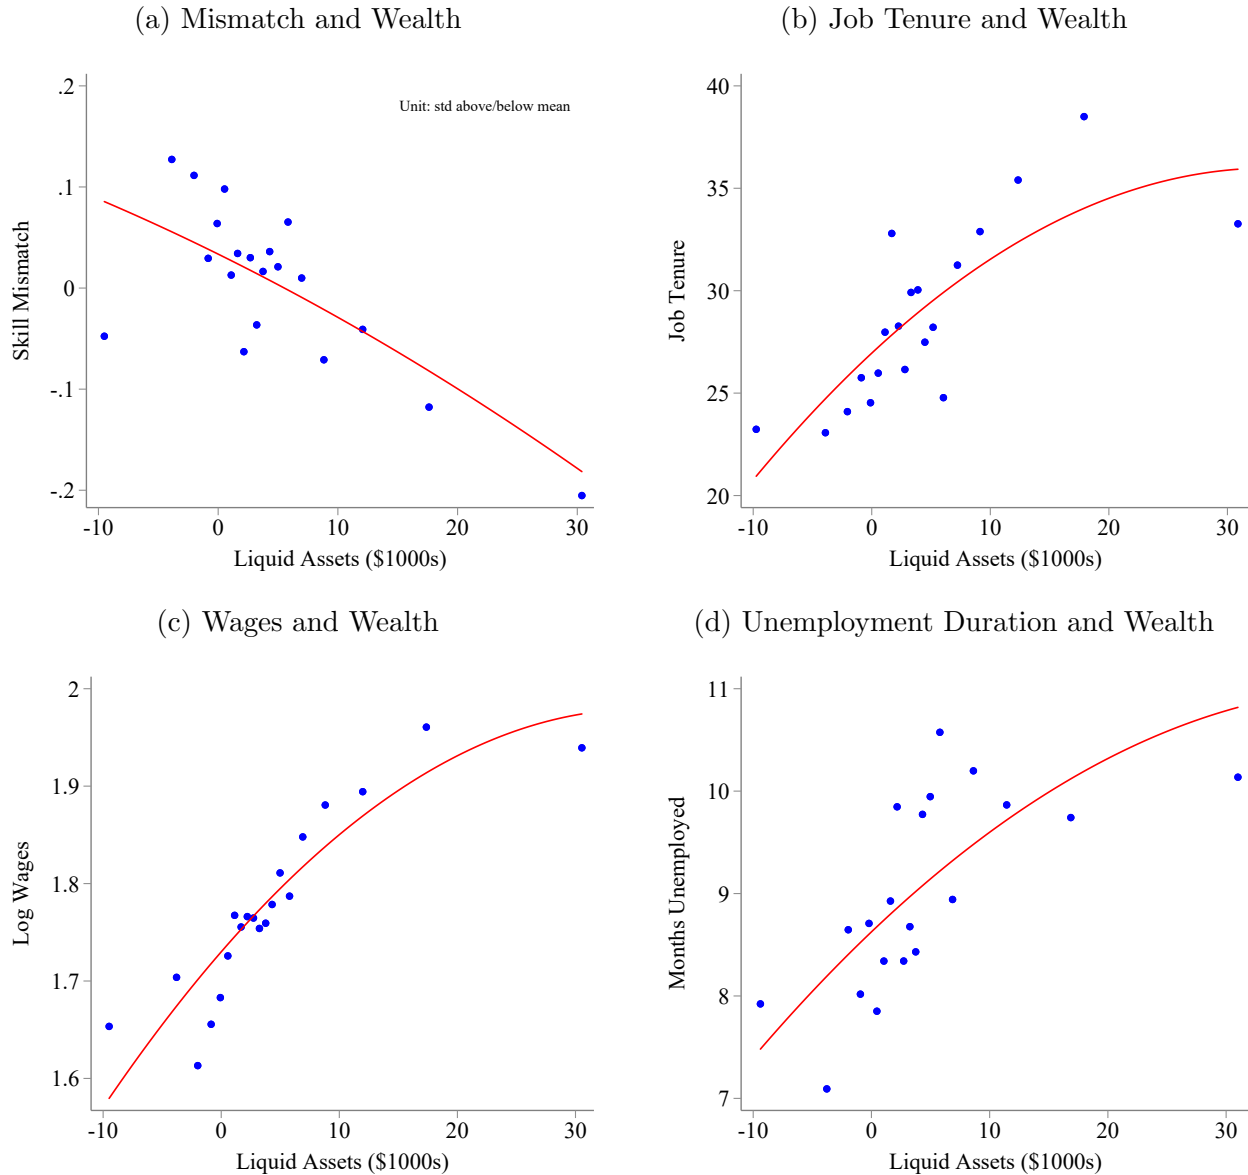 (a) Mismatch and Wealth
Unit: std above/below mean
Skill Mismatch
.2
.1
0
-.1
-.2
-10 0 10 20 30
Liquid Assets ($1000s)
(b) Job Tenure and Wealth
Job Tenure
40
35
30
25
20
-10 0 10 20 30
Liquid Assets ($1000s)
(c) Wages and Wealth
Log Wages
2
1.9
1.8
1.7
1.6
-10 0 10 20 30
Liquid Assets ($1000s)
(d) Unemployment Duration and Wealth
Months Unemployed
11
10
9
8
7
-10 0 10 20 30
Liquid Assets ($1000s)